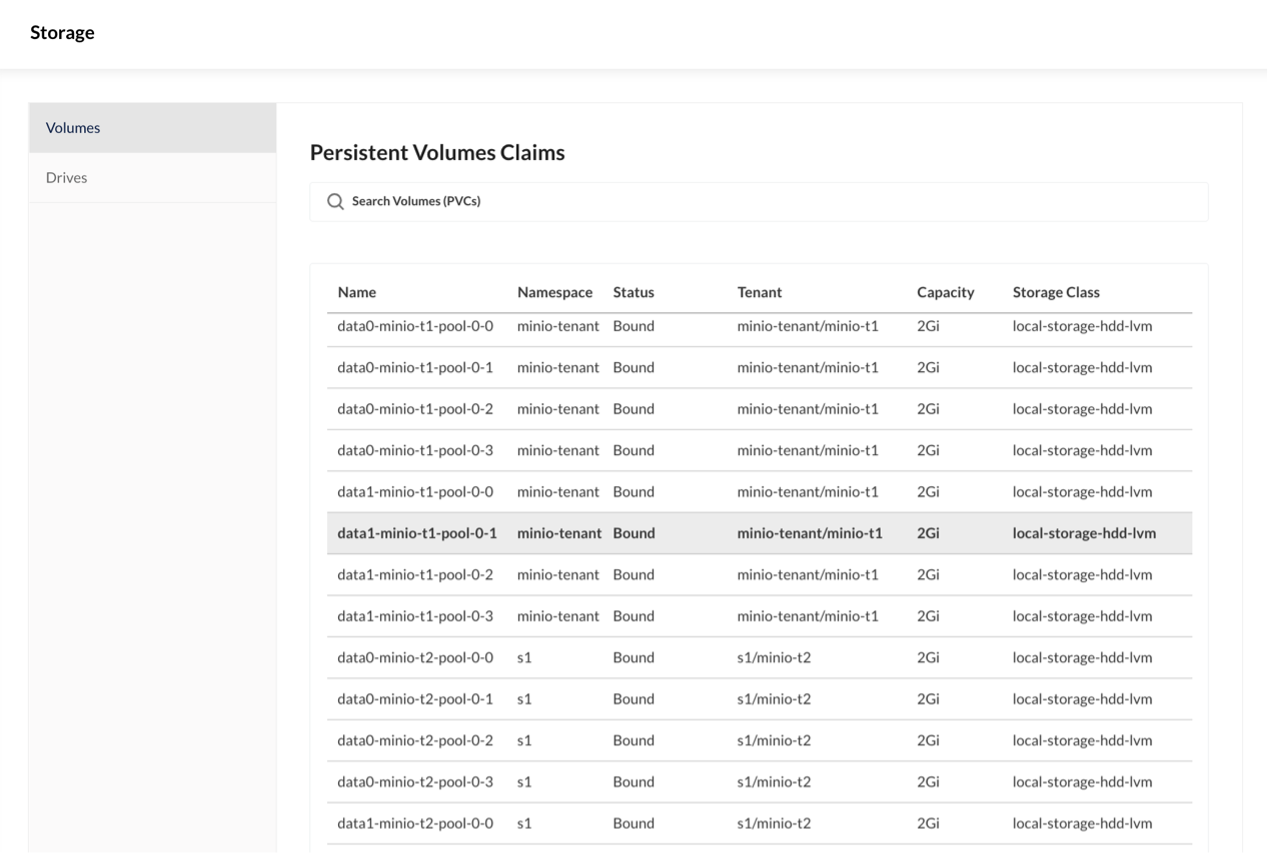 Storage
Volumes
Drives
Persistent Volumes Claims
Search Volumes (PVCs)
Name Namespace Status Tenant Capacity Storage Class
data0-minio-t1-pool-0-0 minio-tenant Bound minio-tenant/minio-t1 2Gi local-storage-hdd-lvm
data0-minio-t1-pool-0-1 minio-tenant Bound minio-tenant/minio-t1 2Gi local-storage-hdd-lvm
data0-minio-t1-pool-0-2 minio-tenant Bound minio-tenant/minio-t1 2Gi local-storage-hdd-lvm
data0-minio-t1-pool-0-3 minio-tenant Bound minio-tenant/minio-t1 2Gi local-storage-hdd-lvm
data1-minio-t1-pool-0-0 minio-tenant Bound minio-tenant/minio-t1 2Gi local-storage-hdd-lvm
data1-minio-t1-pool-0-1 minio-tenant Bound minio-tenant/minio-t1 2Gi local-storage-hdd-lvm
data1-minio-t1-pool-0-2 minio-tenant Bound minio-tenant/minio-t1 2Gi local-storage-hdd-lvm
data1-minio-t1-pool-0-3 minio-tenant Bound minio-tenant/minio-t1 2Gi local-storage-hdd-lvm
data0-minio-t2-pool-0-0 s1 Bound s1/minio-t2 2Gi local-storage-hdd-lvm
data0-minio-t2-pool-0-1 s1 Bound s1/minio-t2 2Gi local-storage-hdd-lvm
data0-minio-t2-pool-0-2 s1 Bound s1/minio-t2 2Gi local-storage-hdd-lvm
data0-minio-t2-pool-0-3 s1 Bound s1/minio-t2 2Gi local-storage-hdd-lvm
data1-minio-t2-pool-0-0 s1 Bound s1/minio-t2 2Gi local-storage-hdd-lvm